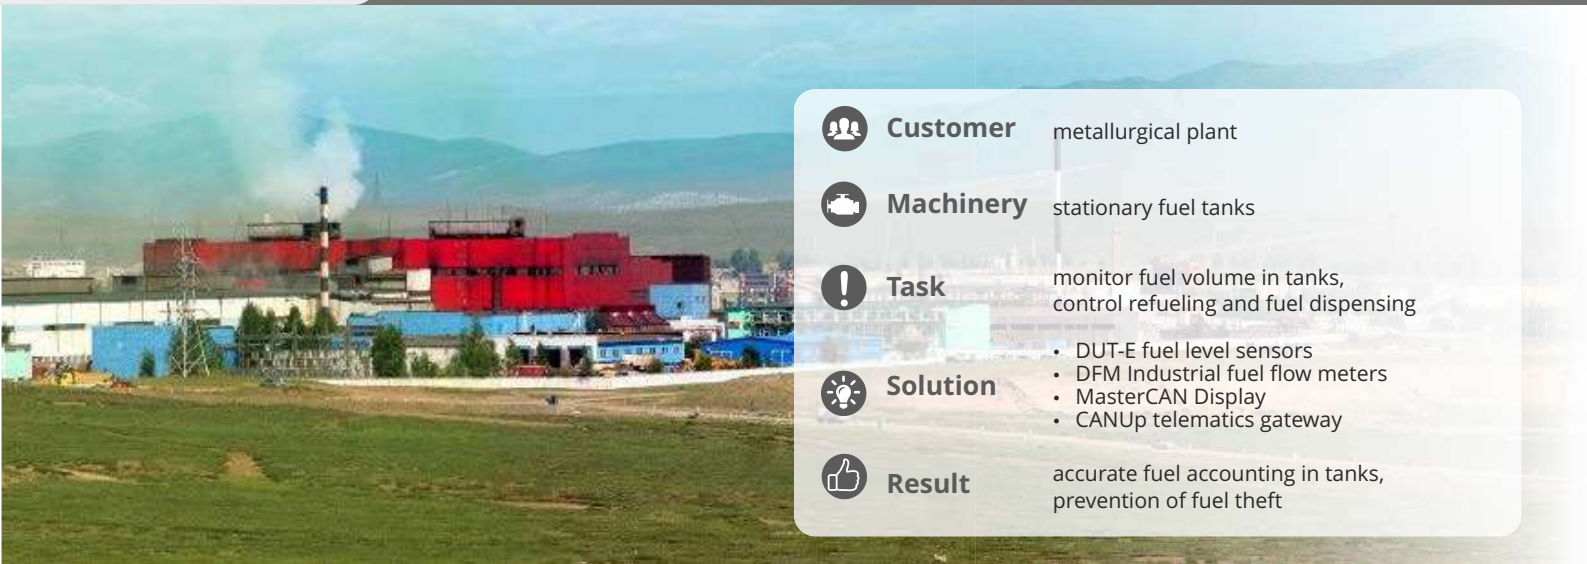 Customer metallurgical plant
Machinery stationary fuel tanks
Task monitor fuel volume in tanks,
control refueling and fuel dispensing
Solution
• DUT-E fuel level sensors
• DFM Industrial fuel flow meters
• MasterCAN Display
• CANUp telematics gateway
Result accurate fuel accounting in tanks,
prevention of fuel theft